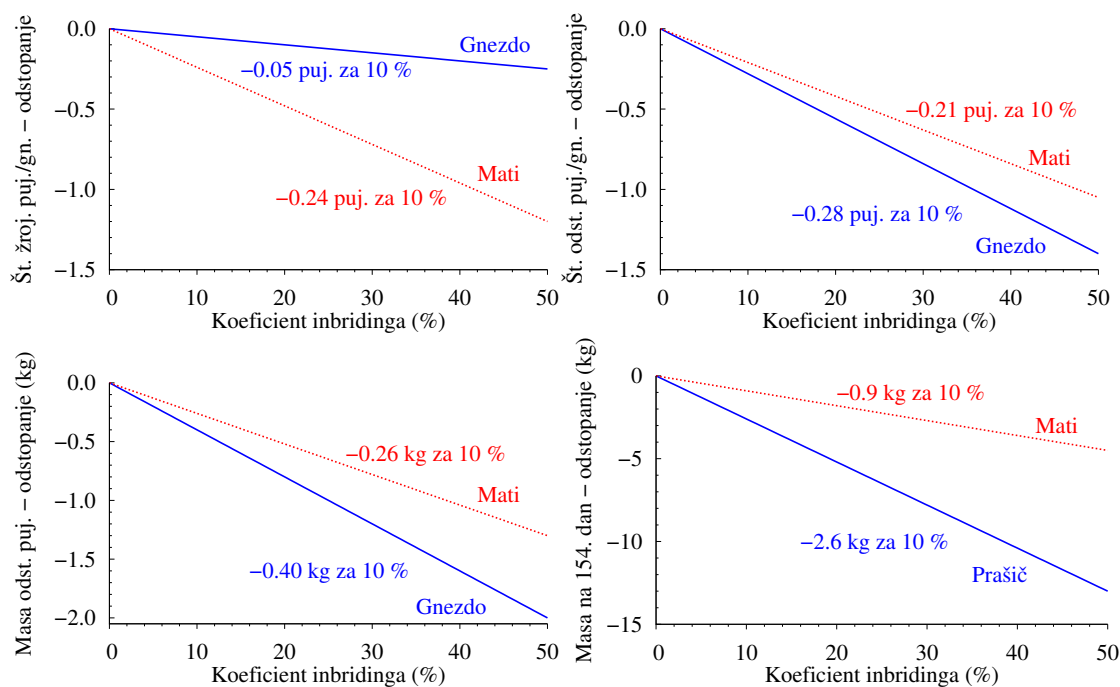 Št. žroj. puj./gn. − odstopanje
0.0
−0.5
−1.0
−1.5
Gnezdo
−0.05 puj. za 10 %
Mati
−0.24 puj. za 10 %
0 10 20 30 40 50
Koeficient inbridinga (%)
Št. odst. puj./gn. − odstopanje
0.0
−0.5
−1.0
−1.5
−0.21 puj. za 10 %
Mati
−0.28 puj. za 10 %
Gnezdo
0 10 20 30 40 50
Koeficient inbridinga (%)
Masa odst. puj. − odstopanje (kg)
0.0
−0.5
−1.0
−1.5
−2.0
−0.26 kg za 10 %
Mati
−0.40 kg za 10 %
Gnezdo
0 10 20 30 40 50
Koeficient inbridinga (%)
Masa na 154. dan − odstopanje (kg)
0
−5
−10
−15
−0.9 kg za 10 %
Mati
−2.6 kg za 10 %
Prašič
0 10 20 30 40 50
Koeficient inbridinga (%)